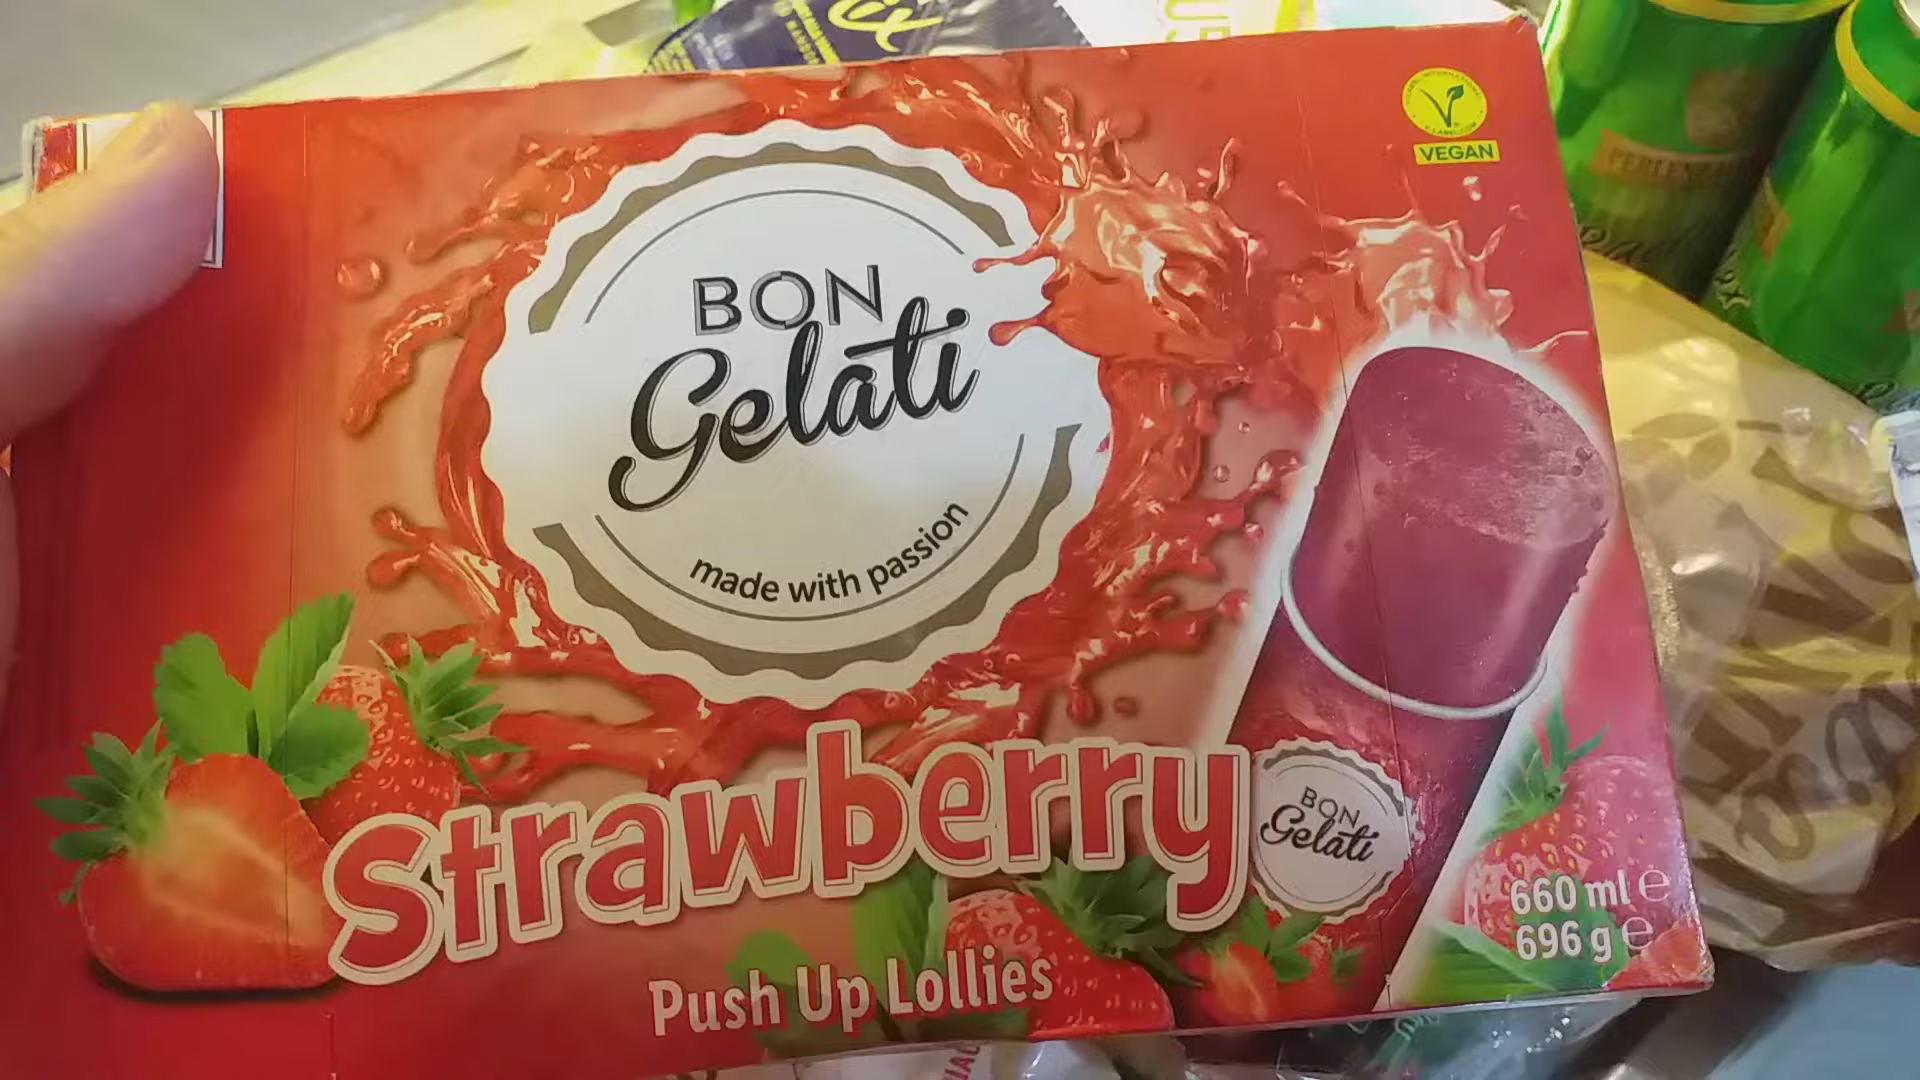 VEGAN
BON
Gelati
made with passion
Strawberry
Push Up Lollies
BON
Gelati
660 ml e
696 g e